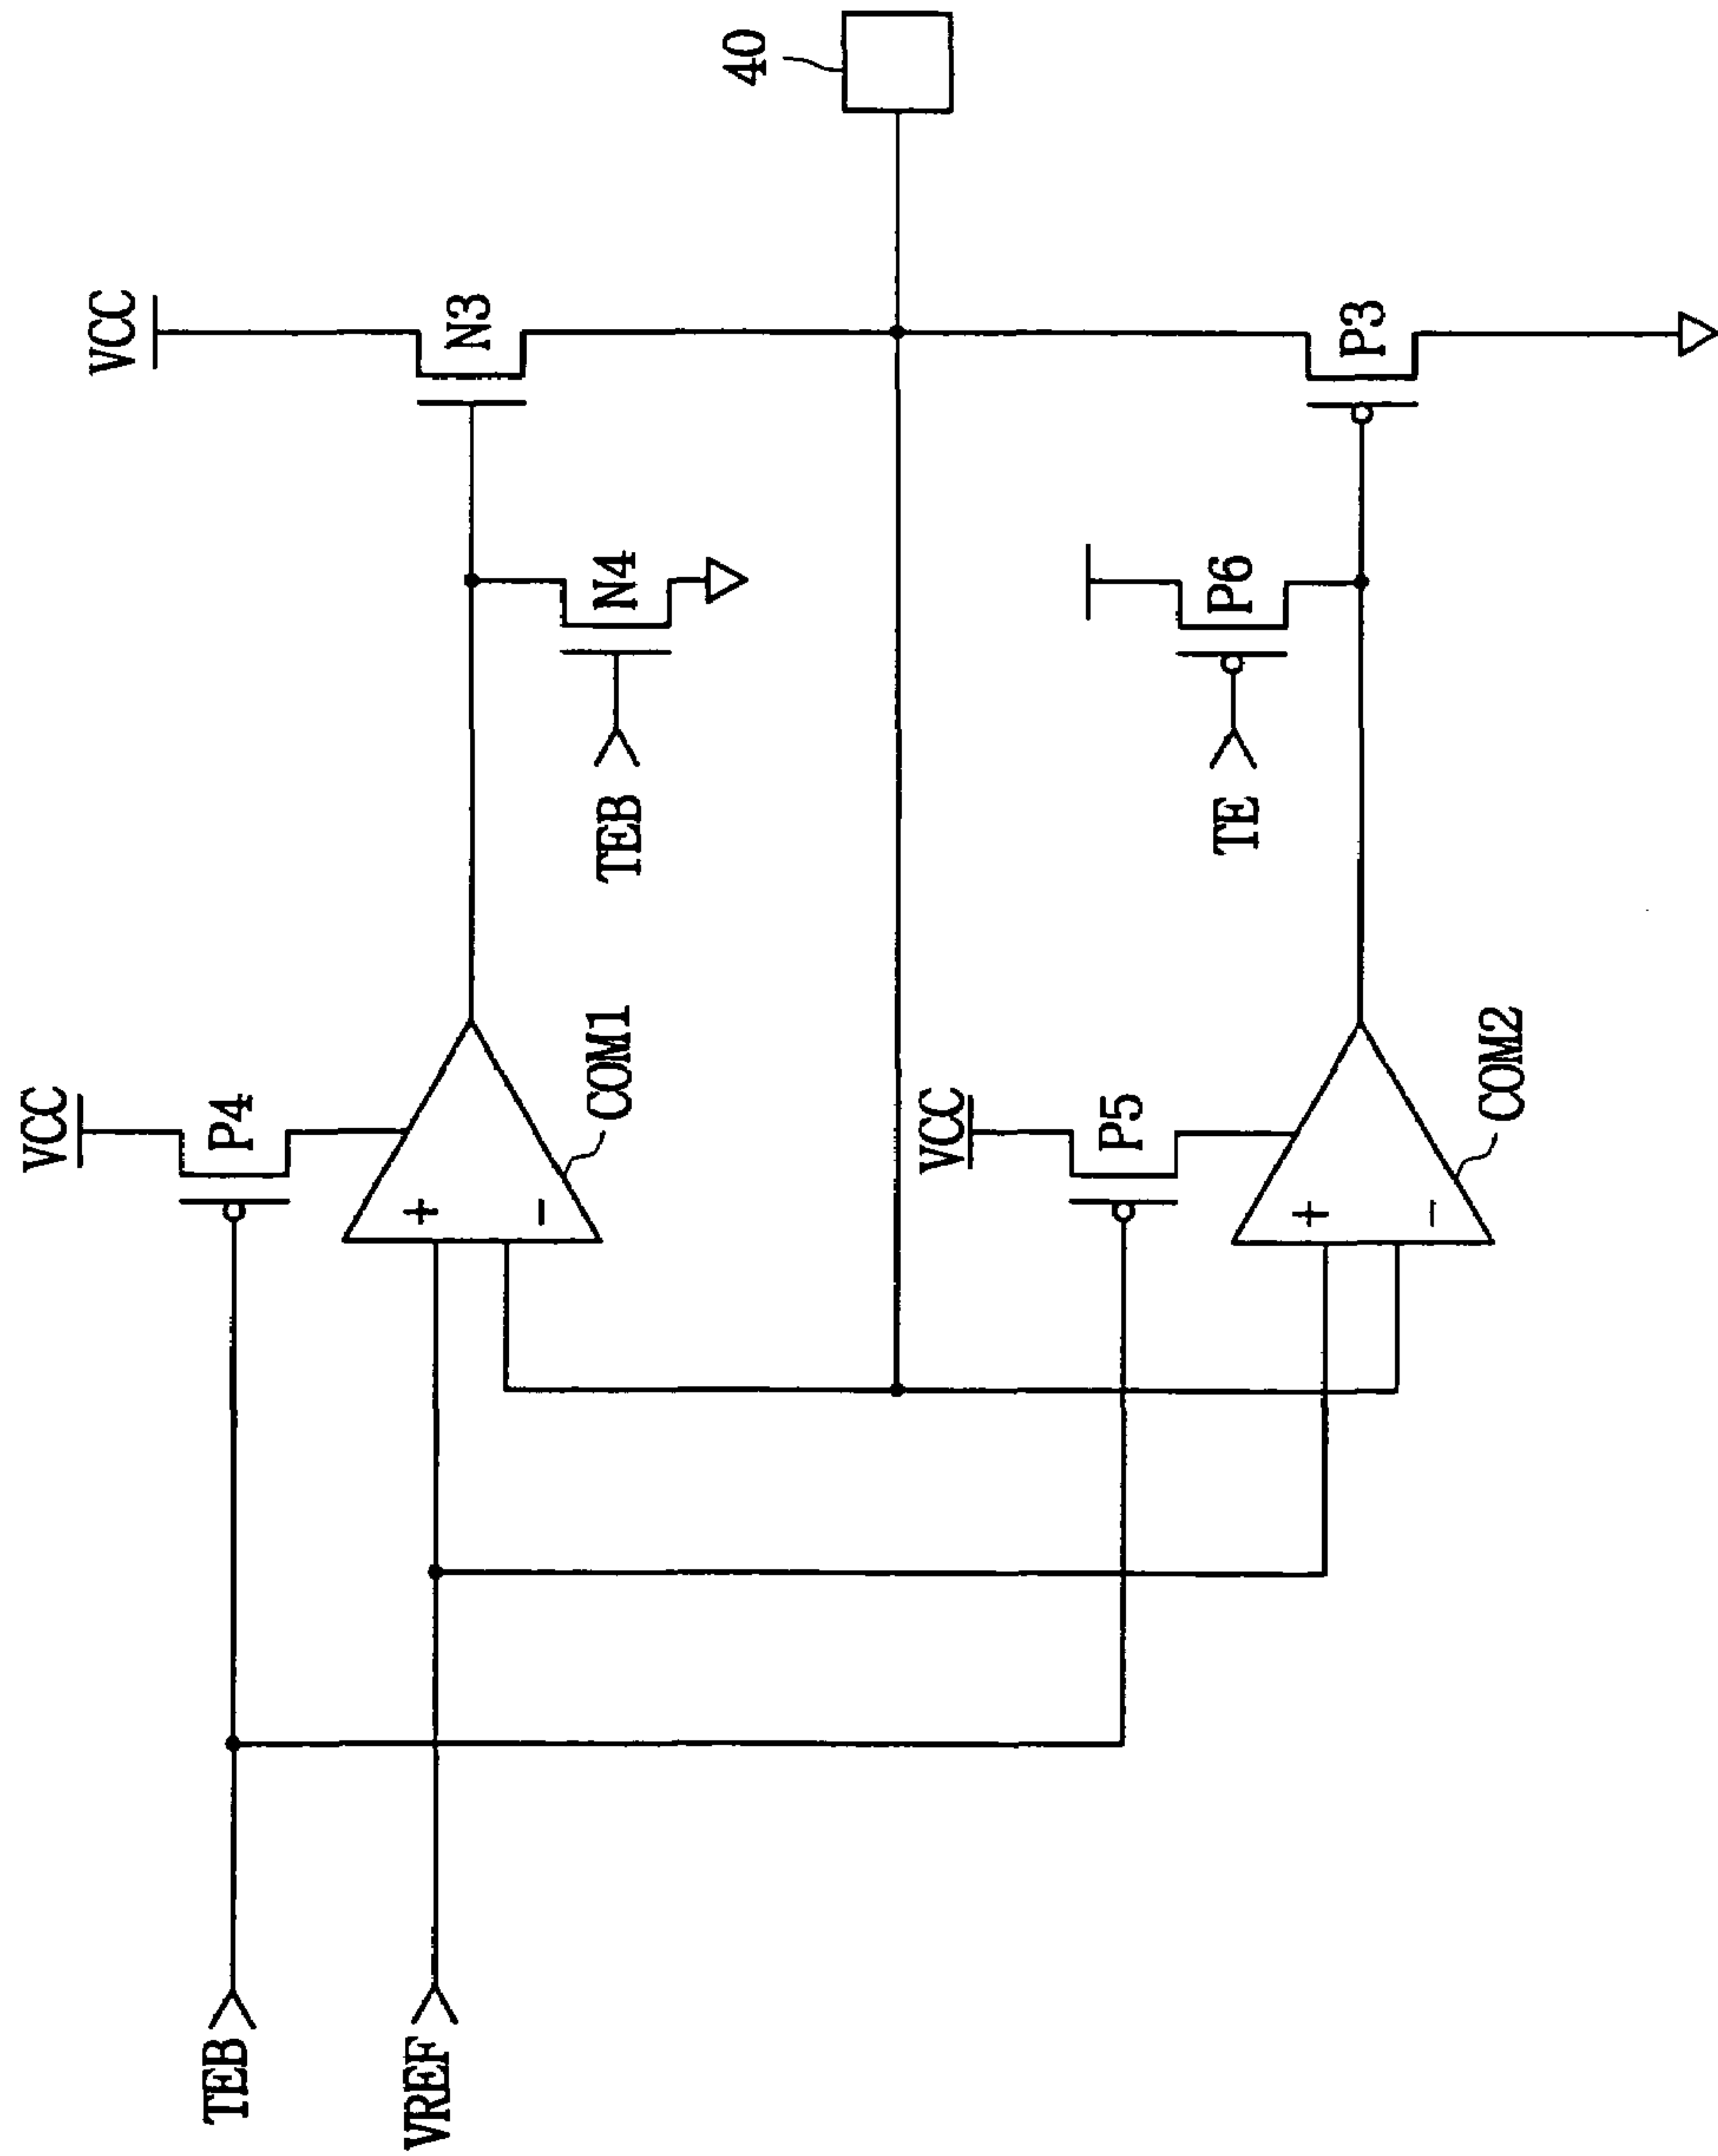 VCC
P4
TEB
VREF
+
-
COM1
VCC
N3
N4
TEB
40
VCC
P5
+
-
COM2
P6
TE
P3